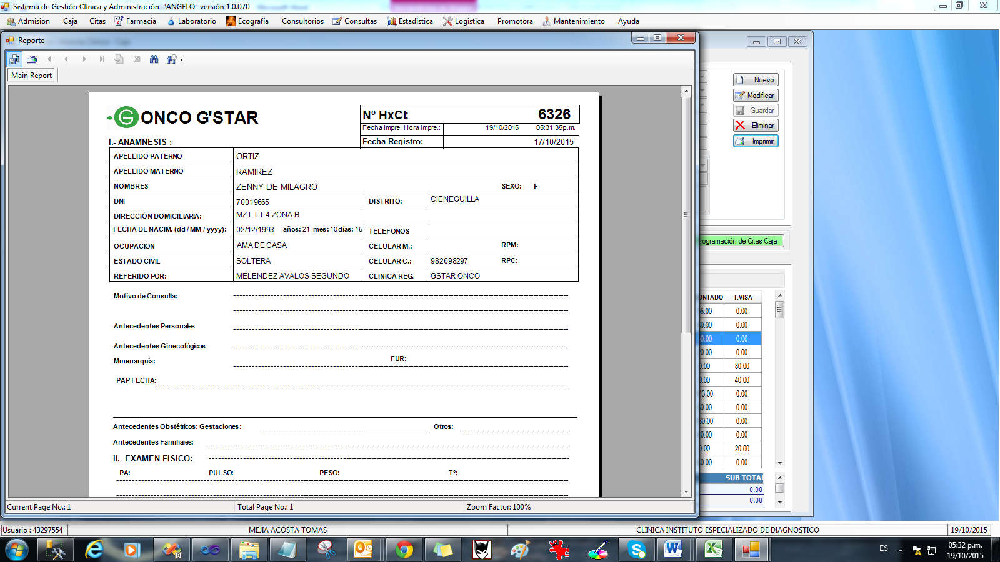 Sistema de Gestión Clínica y Administración "ANGELO" versión 1.0.070
Admision Caja Citas Farmacia Laboratorio Ecografía Consultorios Consultas Estadistica Logistica Promotora Mantenimiento Ayuda
Reporte
Main Report
ONCO G'STAR
Nº HxCl: 6326
Fecha Impre. Hora impre.: 19/10/2015 05:31:35p.m.
Fecha Registro: 17/10/2015
I.- ANAMNESIS :
APELLIDO PATERNO ORTIZ
APELLIDO MATERNO RAMIREZ
NOMBRES ZENNY DE MILAGRO SEXO: F
DNI 70019665 DISTRITO: CIENEGUILLA
DIRECCIÓN DOMICILIARIA: MZ L LT 4 ZONA B
FECHA DE NACIM. (dd / MM / yyyy): 02/12/1993 años: 21 mes: 10 días: 15 TELEFONOS
OCUPACION AMA DE CASA CELULAR M.: RPM:
ESTADO CIVIL SOLTERA CELULAR C.: 982698297 RPC:
REFERIDO POR: MELENDEZ AVALOS SEGUNDO CLINICA REG. GSTAR ONCO
Motivo de Consulta:
Antecedentes Personales
Antecedentes Ginecológicos
Mmenarquía: FUR:
PAP FECHA:
Antecedentes Obstétricos: Gestaciones: Otros:
Antecedentes Familiares:
II.- EXAMEN FISICO:
PA: PULSO: PESO: Tº:
Current Page No.: 1 Total Page No.: 1 Zoom Factor: 100%
Nuevo
Modificar
Guardar
Eliminar
Imprimir
rogramación de Citas Caja
ONTADO T.VISA
6.00 0.00
0.00 0.00
0.00 0.00
0.00 0.00
0.00 80.00
0.00 40.00
43.00 0.00
0.00 0.00
30.00 0.00
0.00 0.00
0.00 20.00
30.00 0.00
SUB TOTAL
0.00
0.00
Usuario : 43297554 MEJIA ACOSTA TOMAS CLINICA INSTITUTO ESPECIALIZADO DE DIAGNOSTICO 19/10/2015
ES 05:32 p.m.
19/10/2015